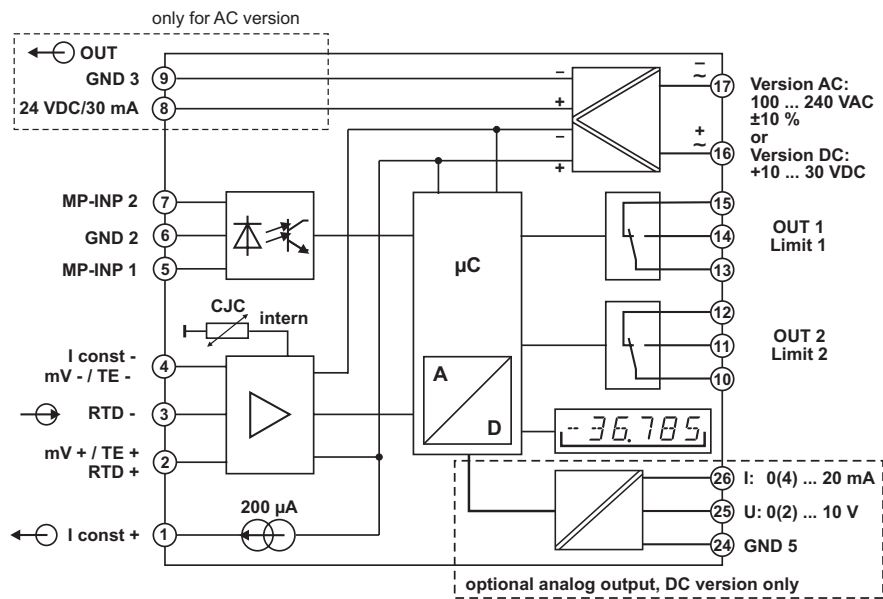 only for AC version
OUT
GND 3
9
24 VDC/30 mA
8
−
+
−
+
− ~
17
+ ~
16
Version AC:
100 ... 240 VAC
±10 %
or
Version DC:
+10 ... 30 VDC
MP-INP 2
7
GND 2
6
MP-INP 1
5
µC
15
14
13
OUT 1
Limit 1
CJC
intern
12
11
10
OUT 2
Limit 2
I const -
mV - / TE -
4
RTD -
3
mV + / TE +
RTD +
2
A
D
-36.785
200 µA
I const +
1
26
I: 0(4) ... 20 mA
25
U: 0(2) ... 10 V
24
GND 5
optional analog output, DC version only